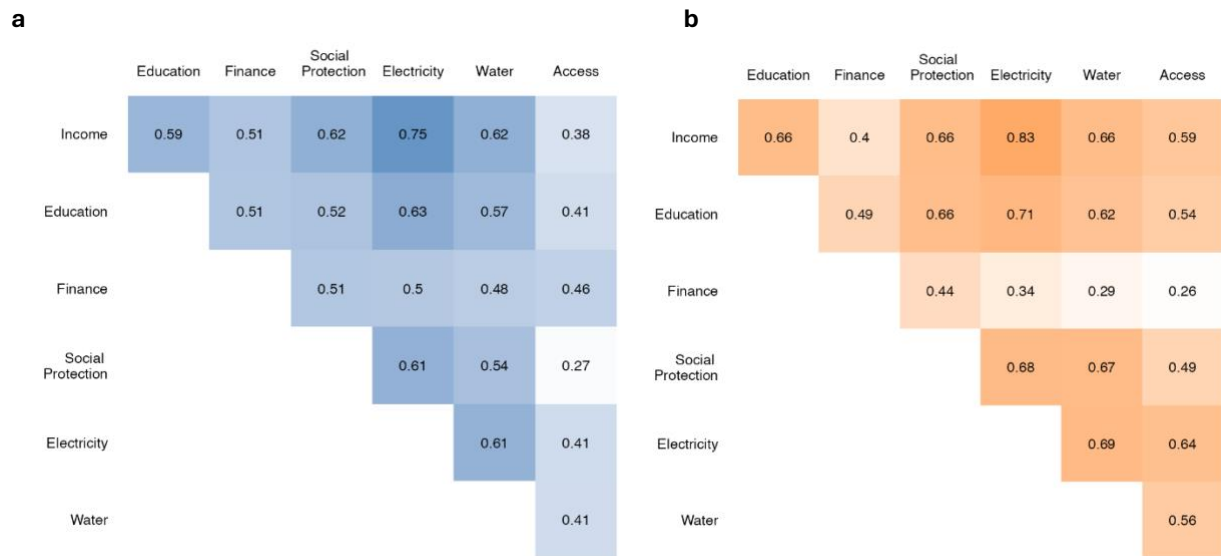 a
Education Finance Social Protection Electricity Water Access
Income 0.59 0.51 0.62 0.75 0.62 0.38
Education 0.51 0.52 0.63 0.57 0.41
Finance 0.51 0.5 0.48 0.46
Social Protection 0.61 0.54 0.27
Electricity 0.61 0.41
Water 0.41
b
Education Finance Social Protection Electricity Water Access
Income 0.66 0.4 0.66 0.83 0.66 0.59
Education 0.49 0.66 0.71 0.62 0.54
Finance 0.44 0.34 0.29 0.26
Social Protection 0.68 0.67 0.49
Electricity 0.69 0.64
Water 0.56